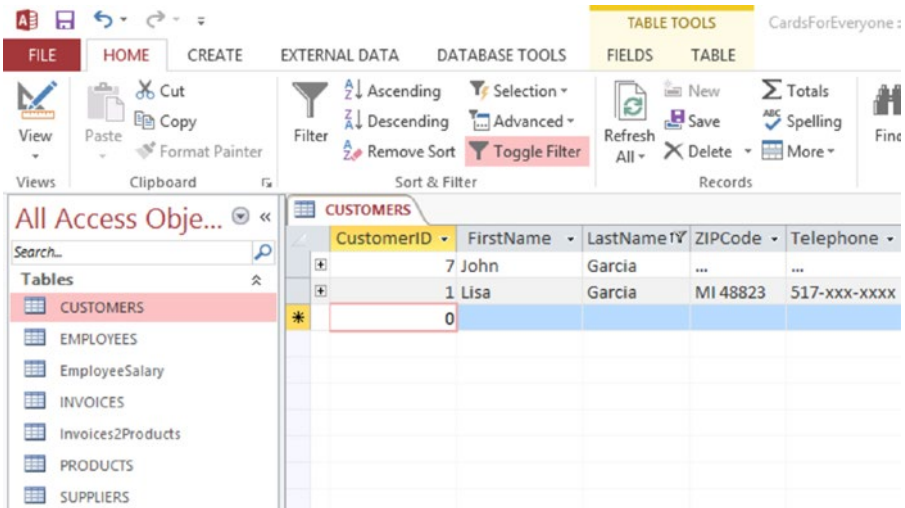 TABLE TOOLS CardsForEveryone :
FILE HOME CREATE EXTERNAL DATA DATABASE TOOLS FIELDS TABLE
View
Views
Paste
Cut
Copy
Format Painter
Clipboard
Filter
Ascending
Descending
Remove Sort
Selection
Advanced
Toggle Filter
Sort & Filter
Refresh
All
New
Save
Delete
Totals
Spelling
More
Records
Find
All Access Obje... «
Search...
Tables
CUSTOMERS
EMPLOYEES
EmployeeSalary
INVOICES
Invoices2Products
PRODUCTS
SUPPLIERS
CUSTOMERS
CustomerID FirstName LastName ZIPCode Telephone
7 John Garcia ... ...
1 Lisa Garcia MI 48823 517-xxx-xxxx
0